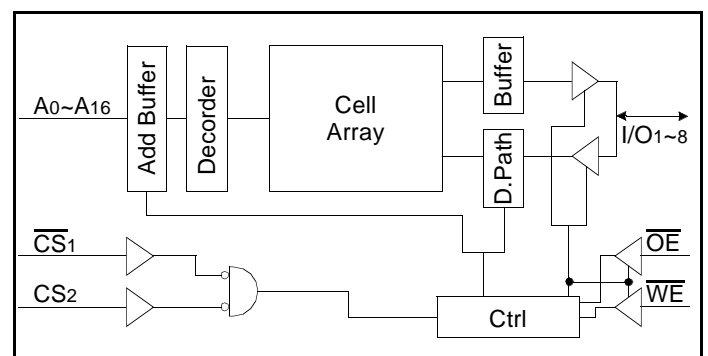 A0~A16
Add Buffer
Decorder
Cell
Array
Buffer
D.Path
I/O1~8
CS1
CS2
OE
WE
Ctrl